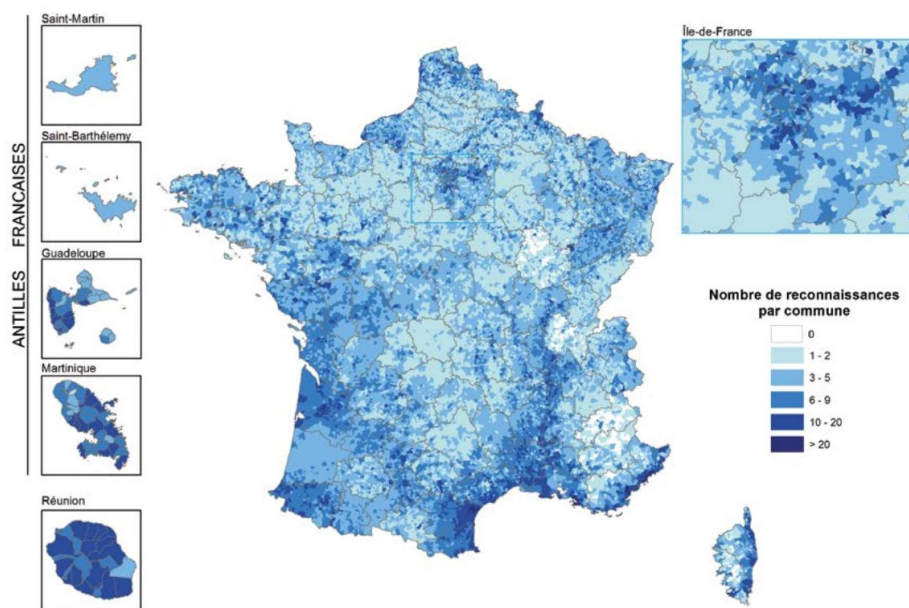 Saint-Martin
Saint-Barthélemy
Guadeloupe
Martinique
Réunion
ANTILLES FRANCAISES
Île-de-France
Nombre de reconnaissances
par commune
0
1 - 2
3 - 5
6 - 9
10 - 20
> 20